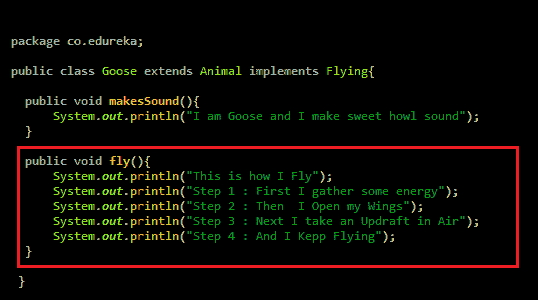 package co.edureka;
public class Goose extends Animal implements Flying{
public void makesSound(){
System.out.println("I am Goose and I make sweet howl sound");
}
public void fly(){
System.out.println("This is how I Fly");
System.out.println("Step 1 : First I gather some energy");
System.out.println("Step 2 : Then  I Open my Wings");
System.out.println("Step 3 : Next I take an Updraft in Air");
System.out.println("Step 4 : And I Kepp Flying");
}
}